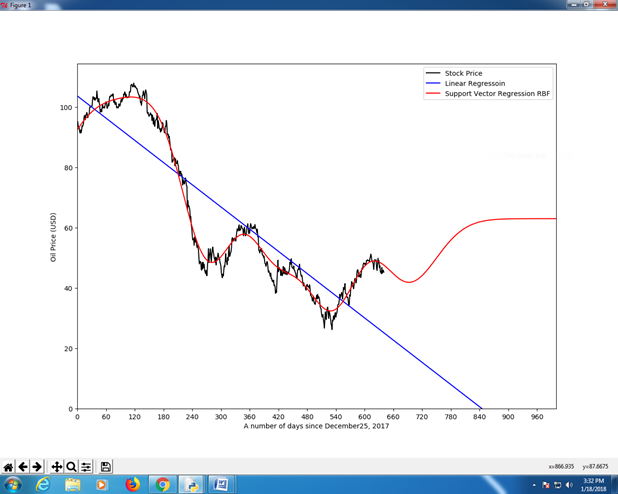 Figure 1
Stock Price
Linear Regressoin
Support Vector Regression RBF
Oil Price (USD)
100
80
60
40
20
0
0 60 120 180 240 300 360 420 480 540 600 660 720 780 840 900 960
A number of days since December25, 2017
x=866.935 y=87.6675
3:32 PM
1/18/2018